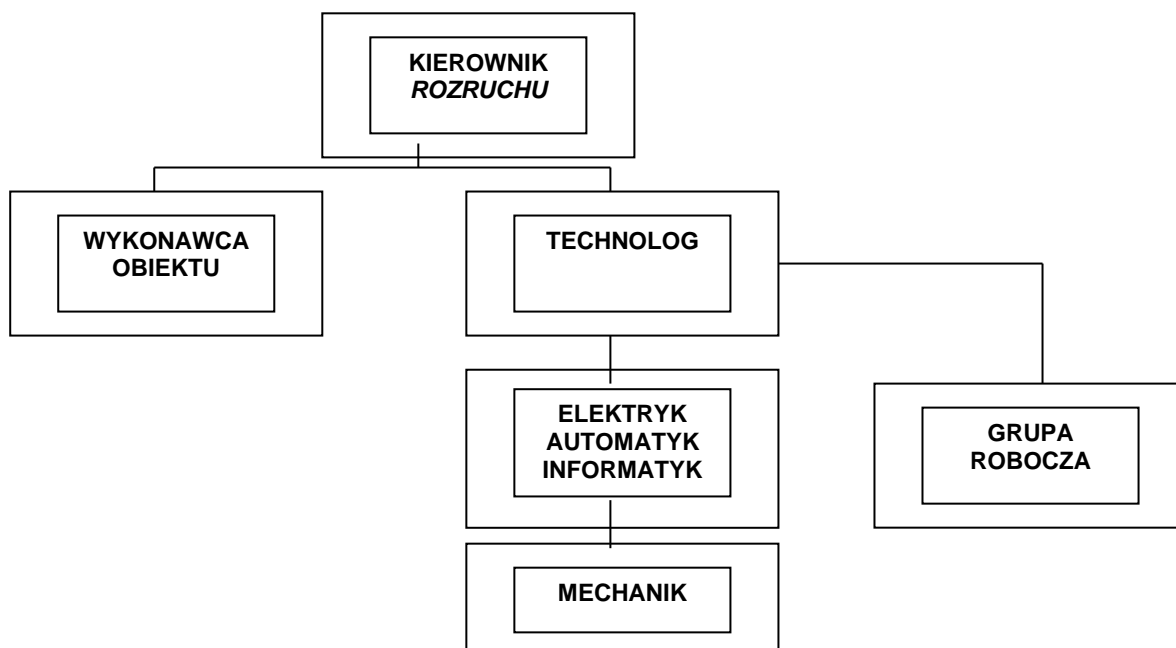 KIEROWNIK
ROZRUCHU
WYKONAWCA
OBIEKTU
TECHNOLOG
ELEKTRYK
AUTOMATYK
INFORMATYK
GRUPA
ROBOCZA
MECHANIK